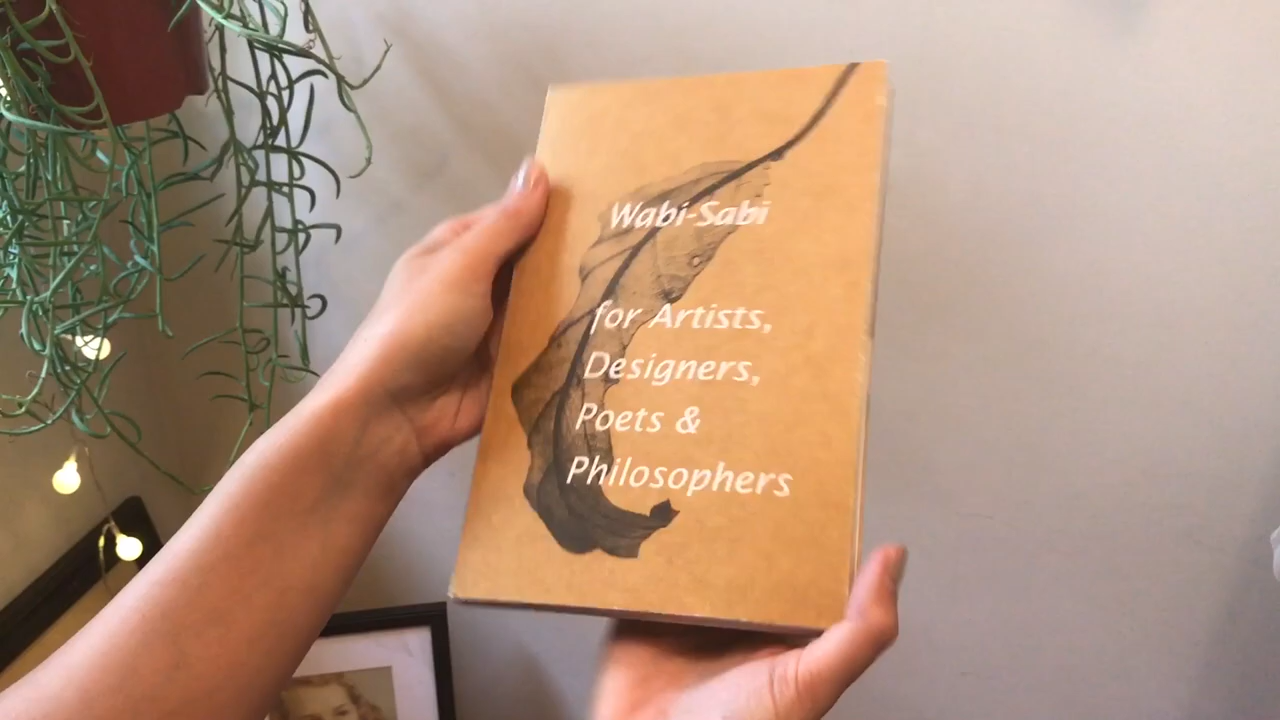 Wabi-Sabi
for Artists,
Designers,
Poets &
Philosophers